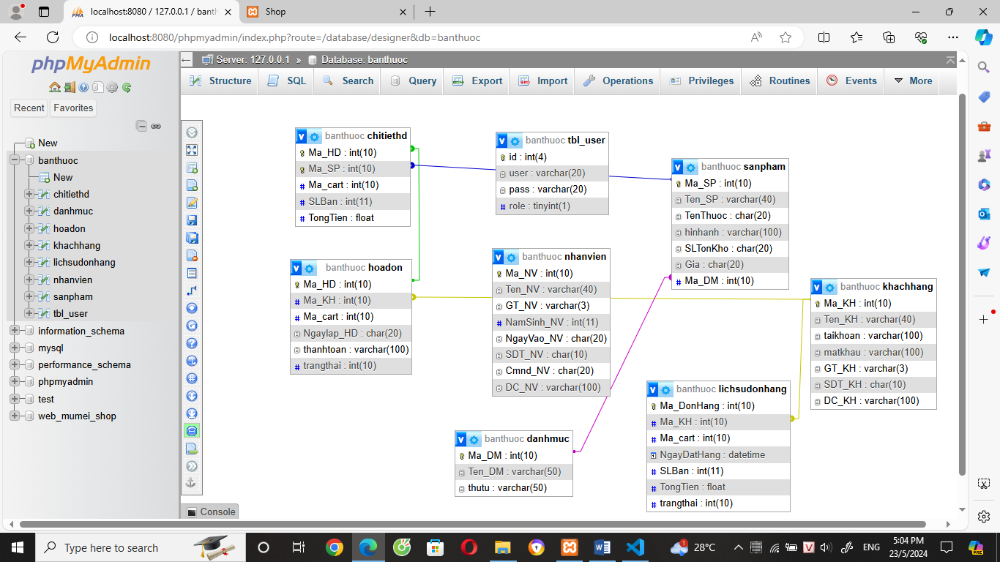 localhost:8080 / 127.0.0.1 / banth
Shop
localhost:8080/phpmyadmin/index.php?route=/database/designer&db=banthuoc
phpMyAdmin
Recent
Favorites
New
banthuoc
New
chitiethd
danhmuc
hoadon
khachhang
lichsudonhang
nhanvien
sanpham
tbl_user
information_schema
mysql
performance_schema
phpmyadmin
test
web_mumei_shop
Server: 127.0.0.1 » Database: banthuoc
Structure SQL Search Query Export Import Operations Privileges Routines Events More
banthuoc chitiethd
Ma_HD : int(10)
Ma_SP : int(10)
Ma_cart : int(10)
SLBan : int(11)
TongTien : float
banthuoc tbl_user
id : int(4)
user : varchar(20)
pass : varchar(20)
role : tinyint(1)
banthuoc sanpham
Ma_SP : int(10)
Ten_SP : varchar(40)
TenThuoc : char(20)
hinhanh : varchar(100)
SLTonKho : char(20)
Gia : char(20)
Ma_DM : int(10)
banthuoc hoadon
Ma_HD : int(10)
Ma_KH : int(10)
Ma_cart : int(10)
Ngaylap_HD : char(20)
thanhtoan : varchar(100)
trangthai : int(10)
banthuoc nhanvien
Ma_NV : int(10)
Ten_NV : varchar(40)
GT_NV : varchar(3)
NamSinh_NV : int(11)
NgayVao_NV : char(20)
SDT_NV : char(10)
Cmnd_NV : char(20)
DC_NV : varchar(100)
banthuoc khachhang
Ma_KH : int(10)
Ten_KH : varchar(40)
taikhoan : varchar(100)
matkhau : varchar(100)
GT_KH : varchar(3)
SDT_KH : char(10)
DC_KH : varchar(100)
banthuoc danhmuc
Ma_DM : int(10)
Ten_DM : varchar(50)
thutu : varchar(50)
banthuoc lichsudonhang
Ma_DonHang : int(10)
Ma_KH : int(10)
Ma_cart : int(10)
NgayDatHang : datetime
SLBan : int(11)
TongTien : float
trangthai : int(10)
Console
Type here to search
1
28°C
ENG
5:04 PM
23/5/2024